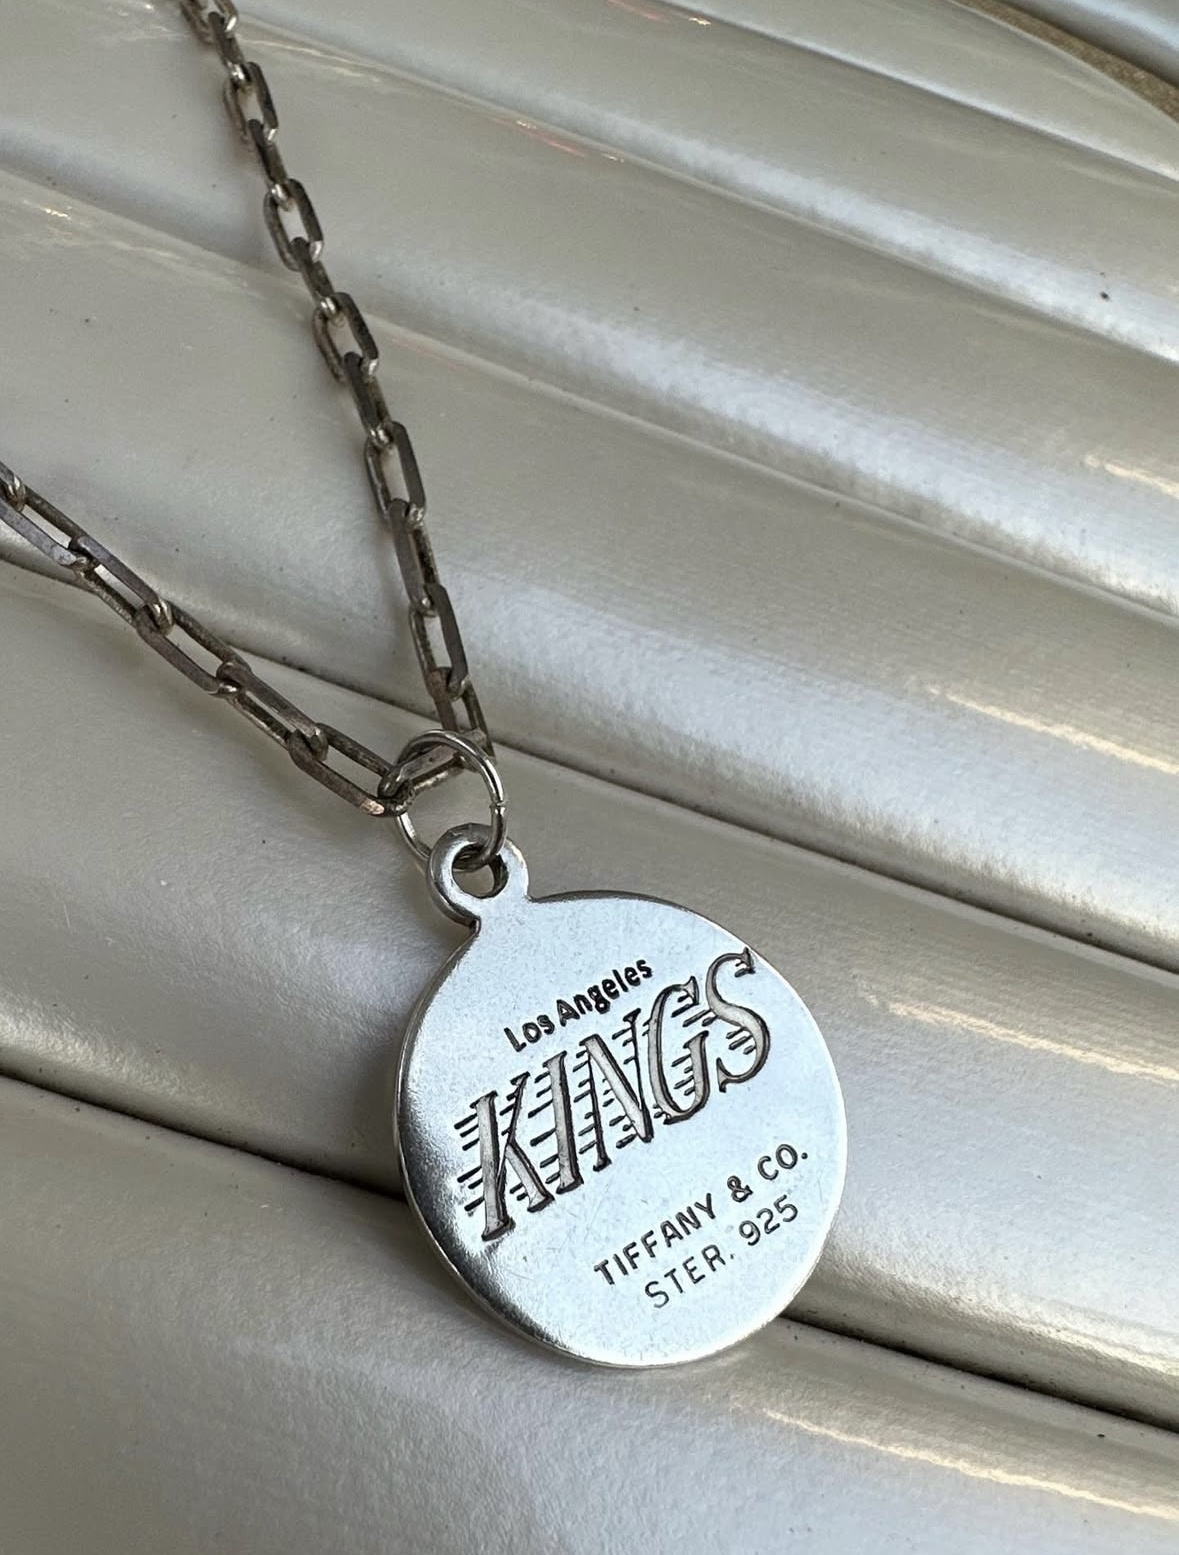 Los Angeles
KINGS
TIFFANY & CO.
STER. 925